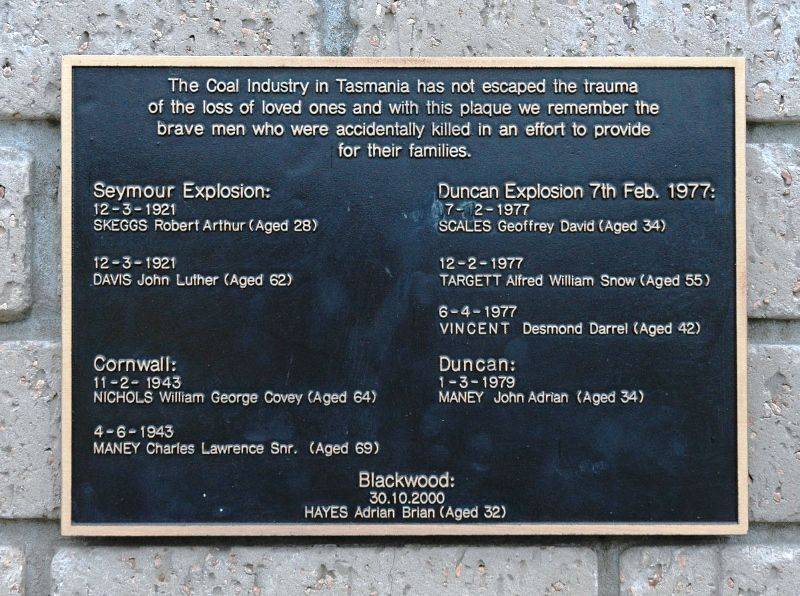 The Coal Industry in Tasmania has not escaped the trauma
of the loss of loved ones and with this plaque we remember the
brave men who were accidentally killed in an effort to provide
for their families.
Seymour Explosion:
12-3-1921
SKEGGS Robert Arthur (Aged 28)
12-3-1921
DAVIS John Luther (Aged 62)
Cornwall:
11-2-1943
NICHOLS William George Covey (Aged 64)
4-6-1943
MANEY Charles Lawrence Snr. (Aged 69)
Duncan Explosion 7th Feb. 1977:
7-2-1977
SCALES Geoffrey David (Aged 34)
12-2-1977
TARGETT Alfred William Snow (Aged 55)
6-4-1977
VINCENT Desmond Darrel (Aged 42)
Duncan:
1-3-1979
MANEY John Adrian (Aged 34)
Blackwood:
30.10.2000
HAYES Adrian Brian (Aged 32)